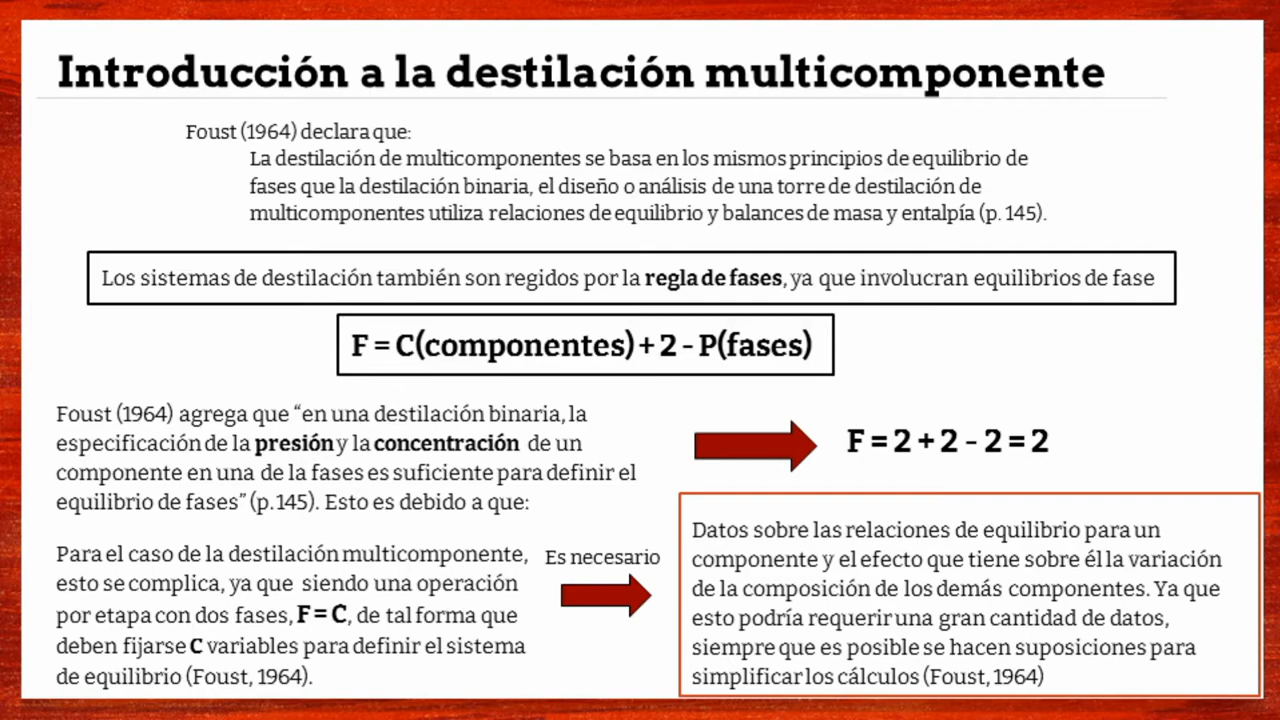 Introducción a la destilación multicomponente
Foust (1964) declara que:
La destilación de multicomponentes se basa en los mismos principios de equilibrio de
fases que la destilación binaria, el diseño o análisis de una torre de destilación de
multicomponentes utiliza relaciones de equilibrio y balances de masa y entalpía (p. 145).
Los sistemas de destilación también son regidos por la regla de fases, ya que involucran equilibrios de fase
F = C(componentes) + 2 - P(fases)
Foust (1964) agrega que “en una destilación binaria, la
especificación de la presión y la concentración de un
componente en una de la fases es suficiente para definir el
equilibrio de fases” (p. 145). Esto es debido a que:
F = 2 + 2 - 2 = 2
Para el caso de la destilación multicomponente,
esto se complica, ya que siendo una operación
por etapa con dos fases, F = C, de tal forma que
deben fijarse C variables para definir el sistema
de equilibrio (Foust, 1964).
Es necesario
Datos sobre las relaciones de equilibrio para un
componente y el efecto que tiene sobre él la variación
de la composición de los demás componentes. Ya que
esto podría requerir una gran cantidad de datos,
siempre que es posible se hacen suposiciones para
simplificar los cálculos (Foust, 1964)